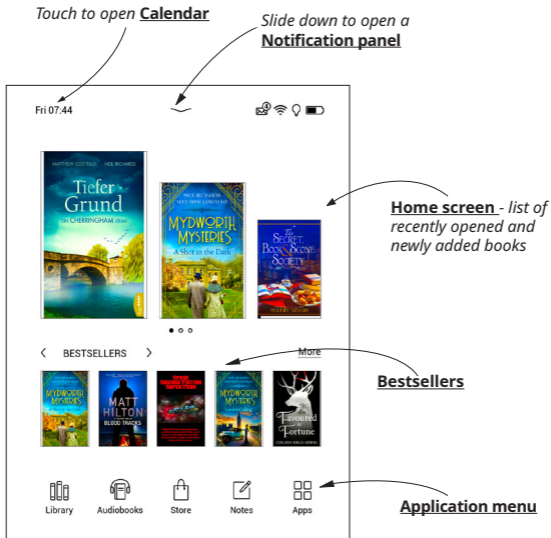 Touch to open Calendar
Slide down to open a
Notification panel
Fri 07:44
4
MATTHEW COSTELLO NEIL RICHARDS
Tiefer
Grund
EIN CHERRINGHAM KRIMI
NEIL RICHARDS
MATTHEW COSTELLO
MYDWORTH
MYSTERIES
A Shot in the Dark
The
SECRET,
BOOK & SCONE
SOCIETY
Home screen - list of
recently opened and
newly added books
BESTSELLERS
More
MYDWORTH
MYSTERIES
MATT
HILTON
BLOOD TRACKS
MYDWORTH
MYSTERIES
Favoured
Fortune
Bestsellers
Library
Audiobooks
Store
Notes
Apps
Application menu